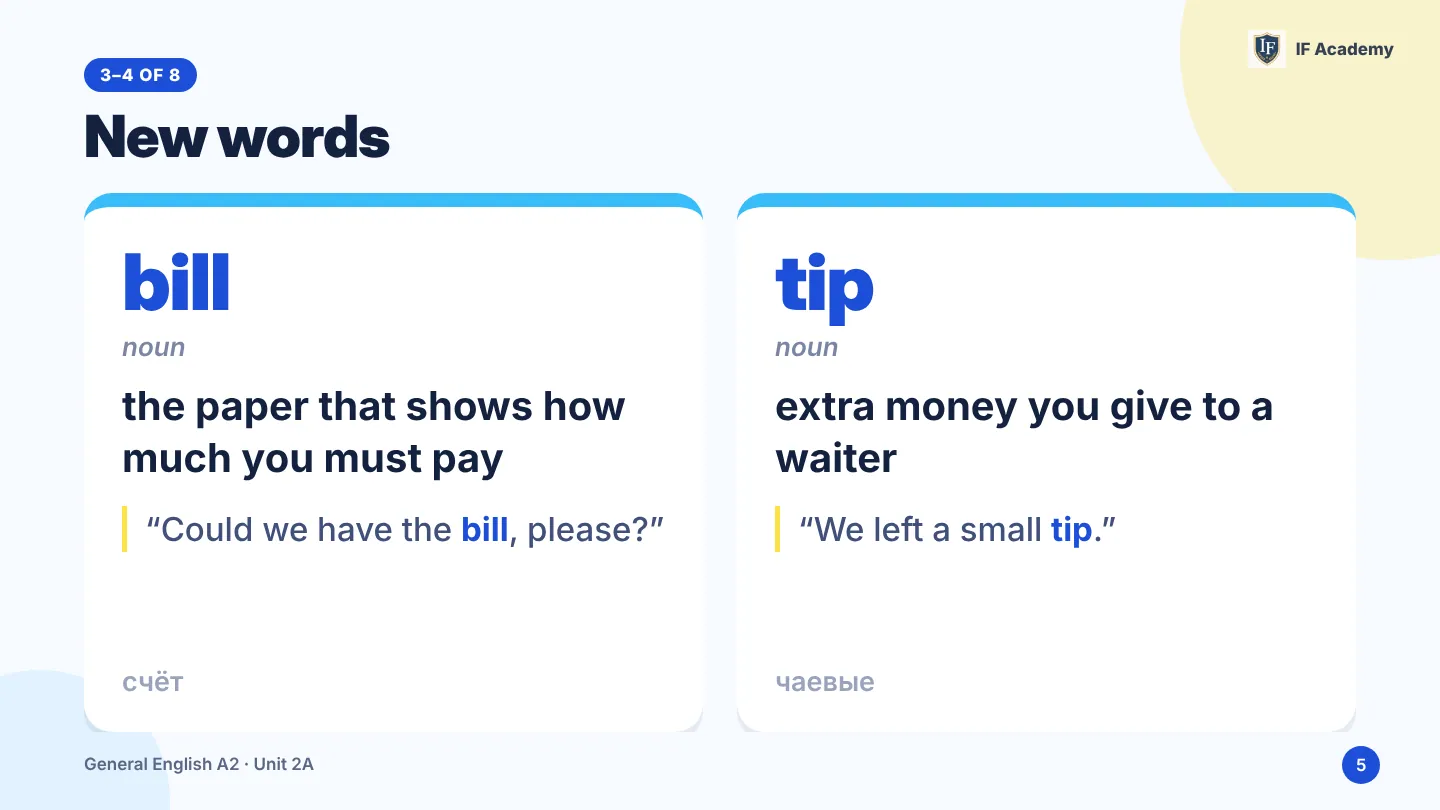 IF
IF Academy
3–4 OF 8
New words
bill
noun
the paper that shows how
much you must pay
“Could we have the bill, please?”
счёт
tip
noun
extra money you give to a
waiter
“We left a small tip.”
чаевые
General English A2 · Unit 2A
5